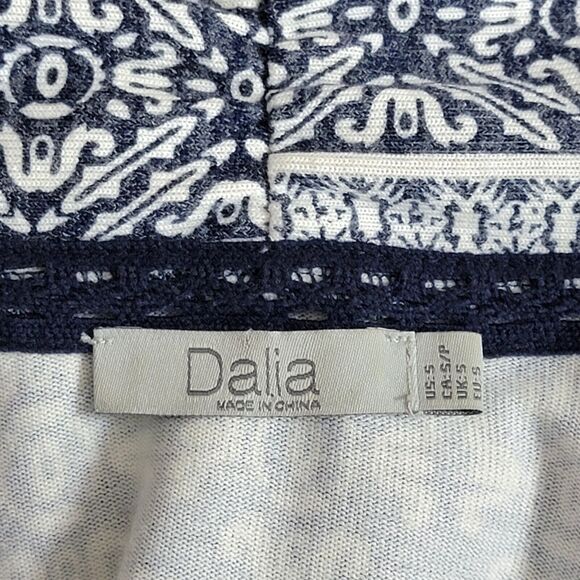 Dalia
MADE IN CHINA
US:S
CA:S/P
UK:S
EU:S